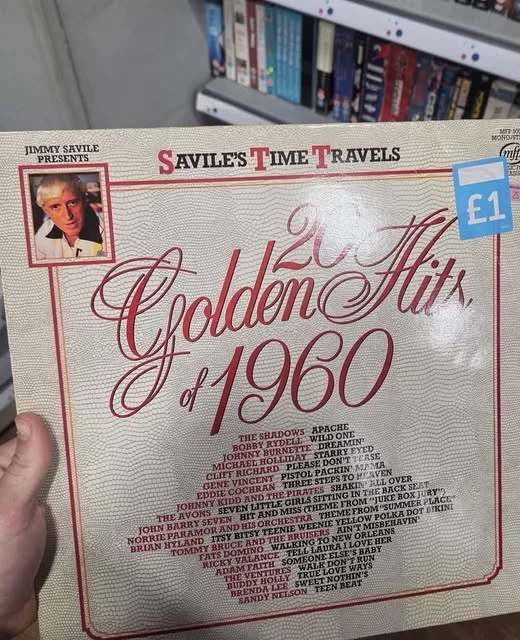 JIMMY SAVILE
PRESENTS
SAVILE'S TIME TRAVELS
MONO/ST
mfp
£1
20
Golden Hits
of 1960
THE SHADOWS APACHE
BOBBY RYDELL WILD ONE
JOHNNY BURNETTE DREAMIN'
MICHAEL HOLLIDAY STARRY EYED
CLIFF RICHARD PLEASE DON'T TEASE
GENE VINCENT PISTOL PACKIN' MAMA
EDDIE COCHRAN THREE STEPS TO HEAVEN
JOHNNY KIDD AND THE PIRATES SHAKIN' ALL OVER
THE AVONS SEVEN LITTLE GIRLS SITTING IN THE BACK SEAT
JOHN BARRY SEVEN HIT AND MISS (THEME FROM "JUKE BOX JURY")
NORRIE PARAMOR AND HIS ORCHESTRA THEME FROM "SUMMER PLACE"
BRIAN HYLAND ITSY BITSY TEENIE WEENIE YELLOW POLKA DOT BIKINI
TOMMY BRUCE AND THE BRUISERS AIN'T MISBEHAVIN'
FATS DOMINO WALKING TO NEW ORLEANS
RICKY VALANCE TELL LAURA I LOVE HER
ADAM FAITH SOMEONE ELSE'S BABY
THE VENTURES WALK DON'T RUN
BUDDY HOLLY TRUE LOVE WAYS
BRENDA LEE SWEET NOTHIN'S
SANDY NELSON TEEN BEAT